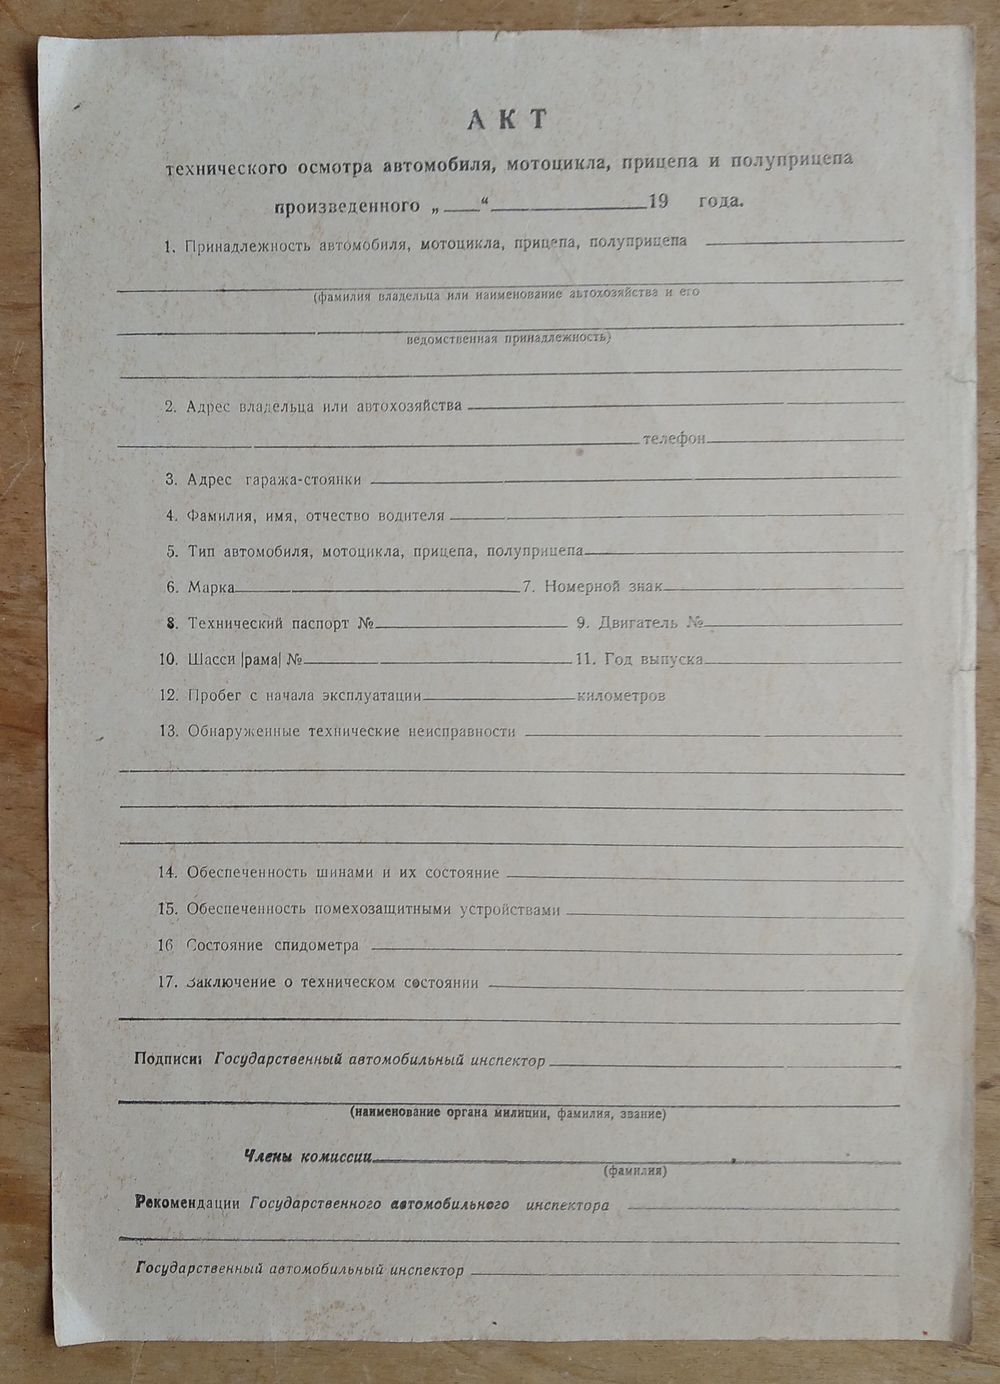 АКТ
технического осмотра автомобиля, мотоцикла, прицепа и полуприцепа
произведенного „ “ 19 года.
1. Принадлежность автомобиля, мотоцикла, прицепа, полуприцепа
(фамилия владельца или наименование автохозяйства и его
ведомственная принадлежность)
2. Адрес владельца или автохозяйства
телефон
3. Адрес гаража-стоянки
4. Фамилия, имя, отчество водителя
5. Тип автомобиля, мотоцикла, прицепа, полуприцепа
6. Марка 7. Номерной знак
8. Технический паспорт № 9. Двигатель №
10. Шасси |рама| № 11. Год выпуска
12. Пробег с начала эксплуатации километров
13. Обнаруженные технические неисправности
14. Обеспеченность шинами и их состояние
15. Обеспеченность помехозащитными устройствами
16 Состояние спидометра
17. Заключение о техническом состоянии
Подписи: Государственный автомобильный инспектор
(наименование органа милиции, фамилия, звание)
Члены комиссии
(фамилия)
Рекомендации Государственного автомобильного инспектора
Государственный автомобильный инспектор